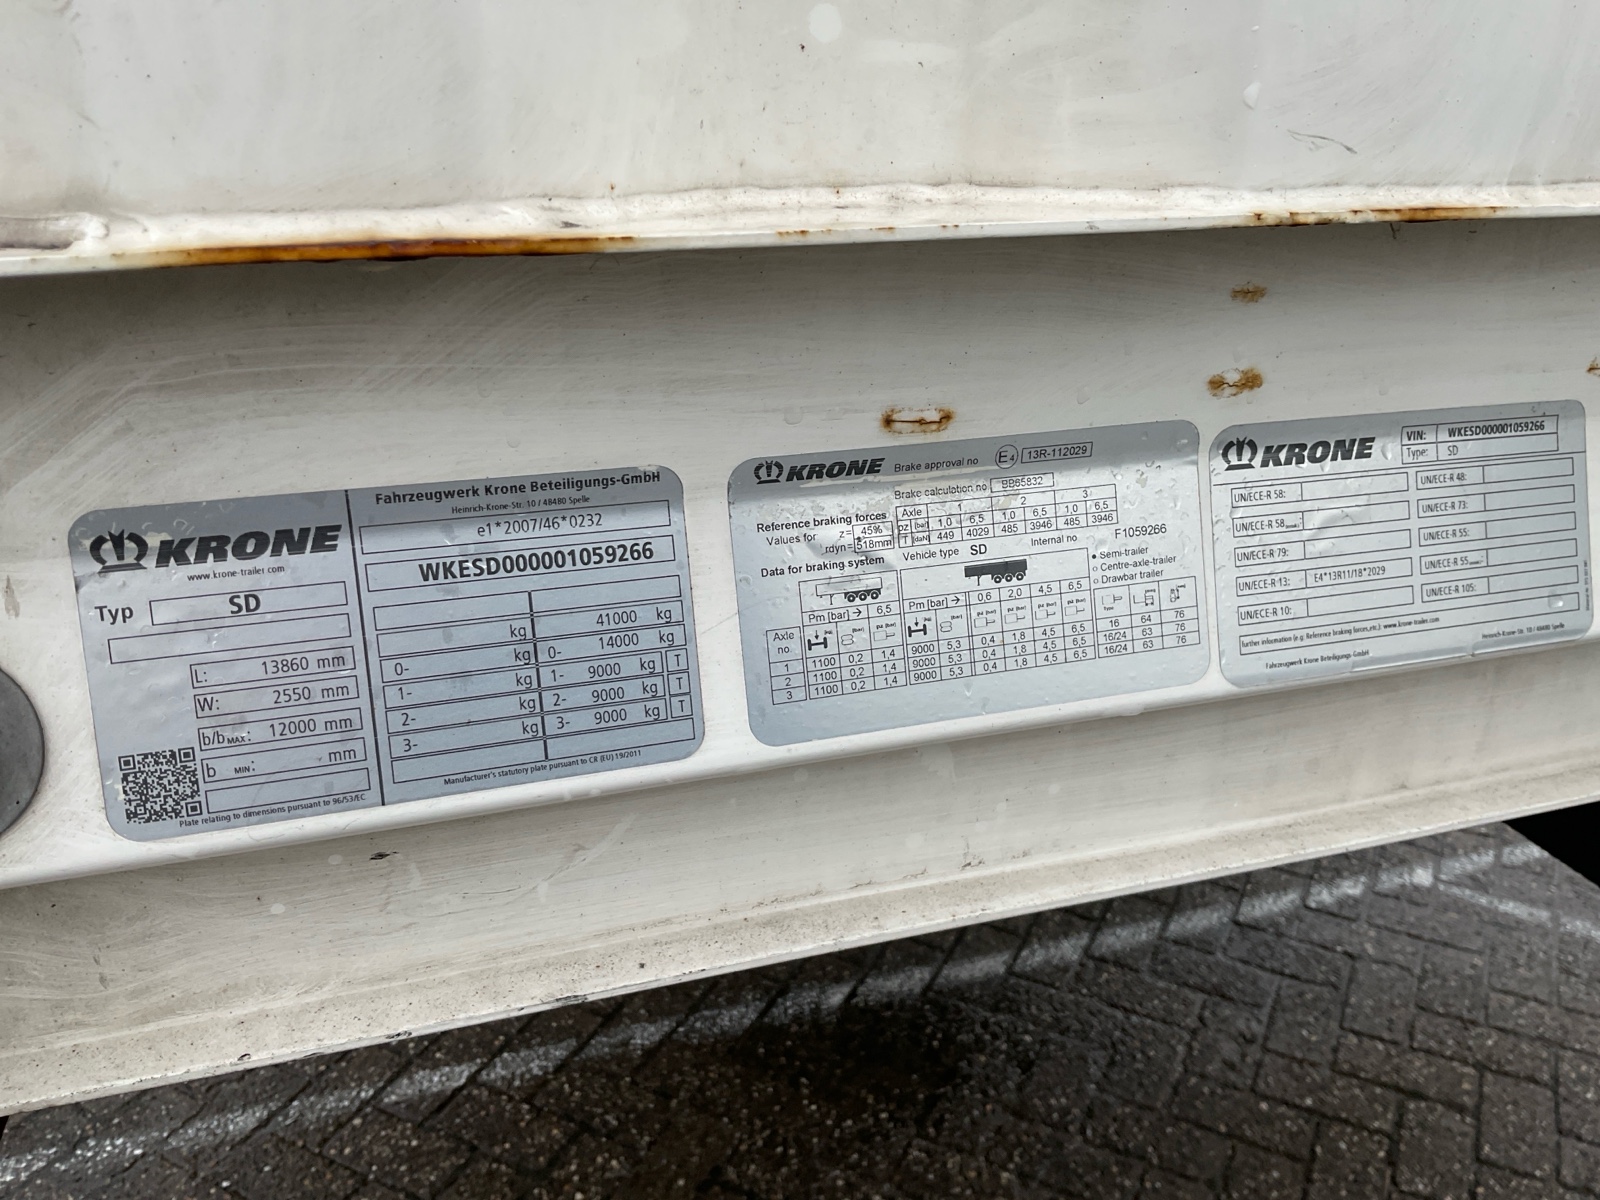 KRONE
www.krone-trailer.com
Typ SD
L: 13860 mm
W: 2550 mm
b/bMAX: 12000 mm
b MIN: mm
Plate relating to dimensions pursuant to 96/53/EC
Fahrzeugwerk Krone Beteiligungs-GmbH
Heinrich-Krone-Str. 10 / 48480 Spelle
e1*2007/46*0232
WKESD000001059266
kg 41000 kg
0- kg 0- 14000 kg
1- kg 1- 9000 kg T
2- kg 2- 9000 kg T
3- kg 3- 9000 kg T
Manufacturer's statutory plate pursuant to CR (EU) 19/2011
KRONE Brake approval no E4 13R-112029
Brake calculation no BB65832
Reference braking forces
Values for z= 45%
rdyn= 518mm
Axle 1 2 3
pz [bar] 1,0 6,5 1,0 6,5 1,0 6,5
T [daN] 449 4029 485 3946 485 3946
Vehicle type SD Internal no F1059266
Data for braking system
Semi-trailer
Centre-axle-trailer
Drawbar trailer
Pm [bar] → 6,5
Pm [bar] → 0,6 2,0 4,5 6,5
Axle no
1 1100 0,2 1,4 9000 5,3 0,4 1,8 4,5 6,5 16 64 76
2 1100 0,2 1,4 9000 5,3 0,4 1,8 4,5 6,5 16/24 63 76
3 1100 0,2 1,4 9000 5,3 0,4 1,8 4,5 6,5 16/24 63 76
KRONE
VIN: WKESD000001059266
Type: SD
UN/ECE-R 58:
UN/ECE-R 58
UN/ECE-R 79:
UN/ECE-R 13: E4*13R11/18*2029
UN/ECE-R 10:
UN/ECE-R 48:
UN/ECE-R 73:
UN/ECE-R 55:
UN/ECE-R 55
UN/ECE-R 105:
further information (e.g. Reference braking forces,etc.): www.krone-trailer.com
Fahrzeugwerk Krone Beteiligungs-GmbH Heinrich-Krone-Str. 10 / 48480 Spelle